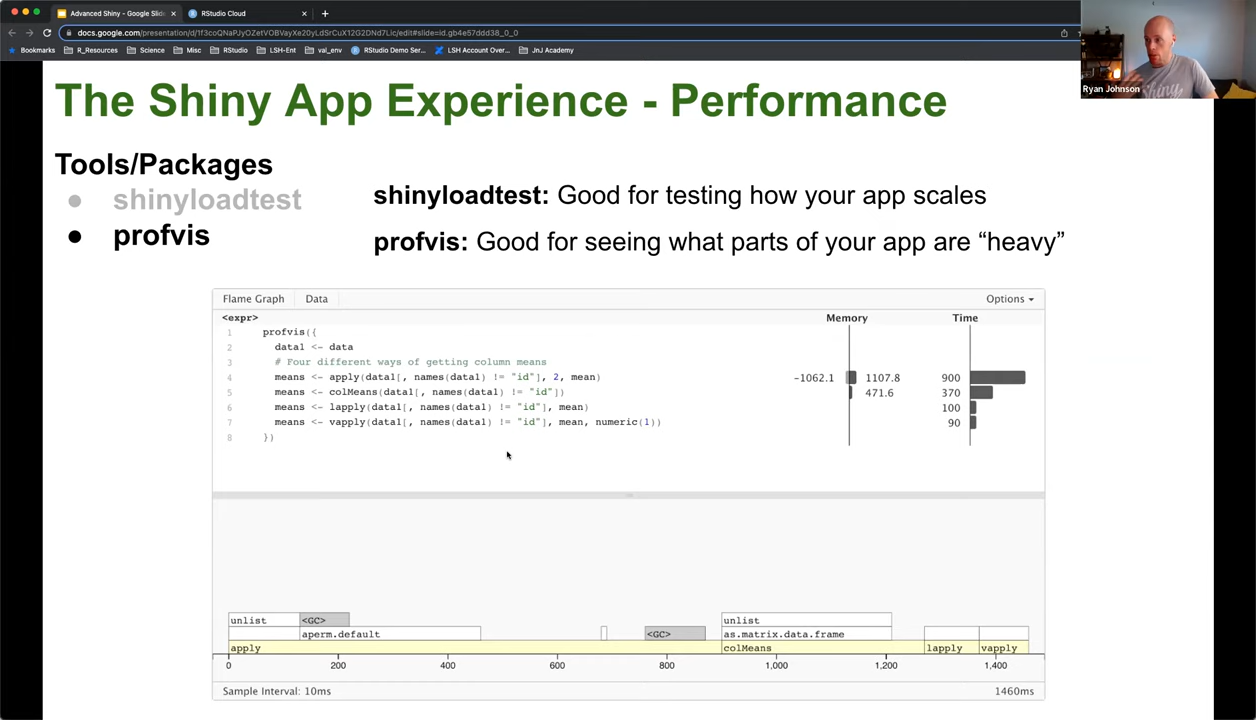 Advanced Shiny - Google Slid
RStudio Cloud
docs.google.com/presentation/d/1f3coQNaPJyOZetVOBVayXe20yLdSrCuX12G2DNd7Lic/edit#slide=id.gb4e57ddd38_0_0
Bookmarks R_Resources Science Misc RStudio LSH-Ent val_env RStudio Demo Ser... LSH Account Over... JnJ Academy
Ryan Johnson
The Shiny App Experience - Performance
Tools/Packages
● shinyloadtest
● profvis
shinyloadtest: Good for testing how your app scales
profvis: Good for seeing what parts of your app are “heavy”
Flame Graph Data Options
<expr> Memory Time
1 profvis({
2 data1 <- data
3 # Four different ways of getting column means
4 means <- apply(data1[, names(data1) != "id"], 2, mean) -1062.1 1107.8 900
5 means <- colMeans(data1[, names(data1) != "id"]) 471.6 370
6 means <- lapply(data1[, names(data1) != "id"], mean) 100
7 means <- vapply(data1[, names(data1) != "id"], mean, numeric(1)) 90
8 })
unlist <GC> unlist
aperm.default <GC> as.matrix.data.frame
apply colMeans lapply vapply
0 200 400 600 800 1,000 1,200 1,400
Sample Interval: 10ms 1460ms